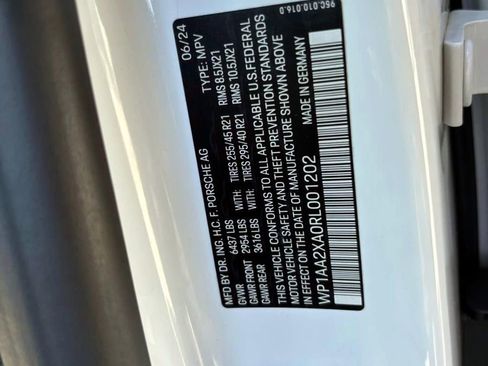 95C.010.016.0
MFD BY DR. ING. H.C. F. PORSCHE AG 06/24
GVWR 6437 LBS TYPE: MPV
GAWR FRONT 2954 LBS WITH: TIRES 255/45 R21 RIMS 8.5JX21
GAWR REAR 3616 LBS WITH: TIRES 295/40 R21 RIMS 10.5JX21
THIS VEHICLE CONFORMS TO ALL APPLICABLE U.S.FEDERAL
MOTOR VEHICLE SAFETY AND THEFT PREVENTION STANDARDS
IN EFFECT ON THE DATE OF MANUFACTURE SHOWN ABOVE
WP1AA2XA0RL001202 MADE IN GERMANY